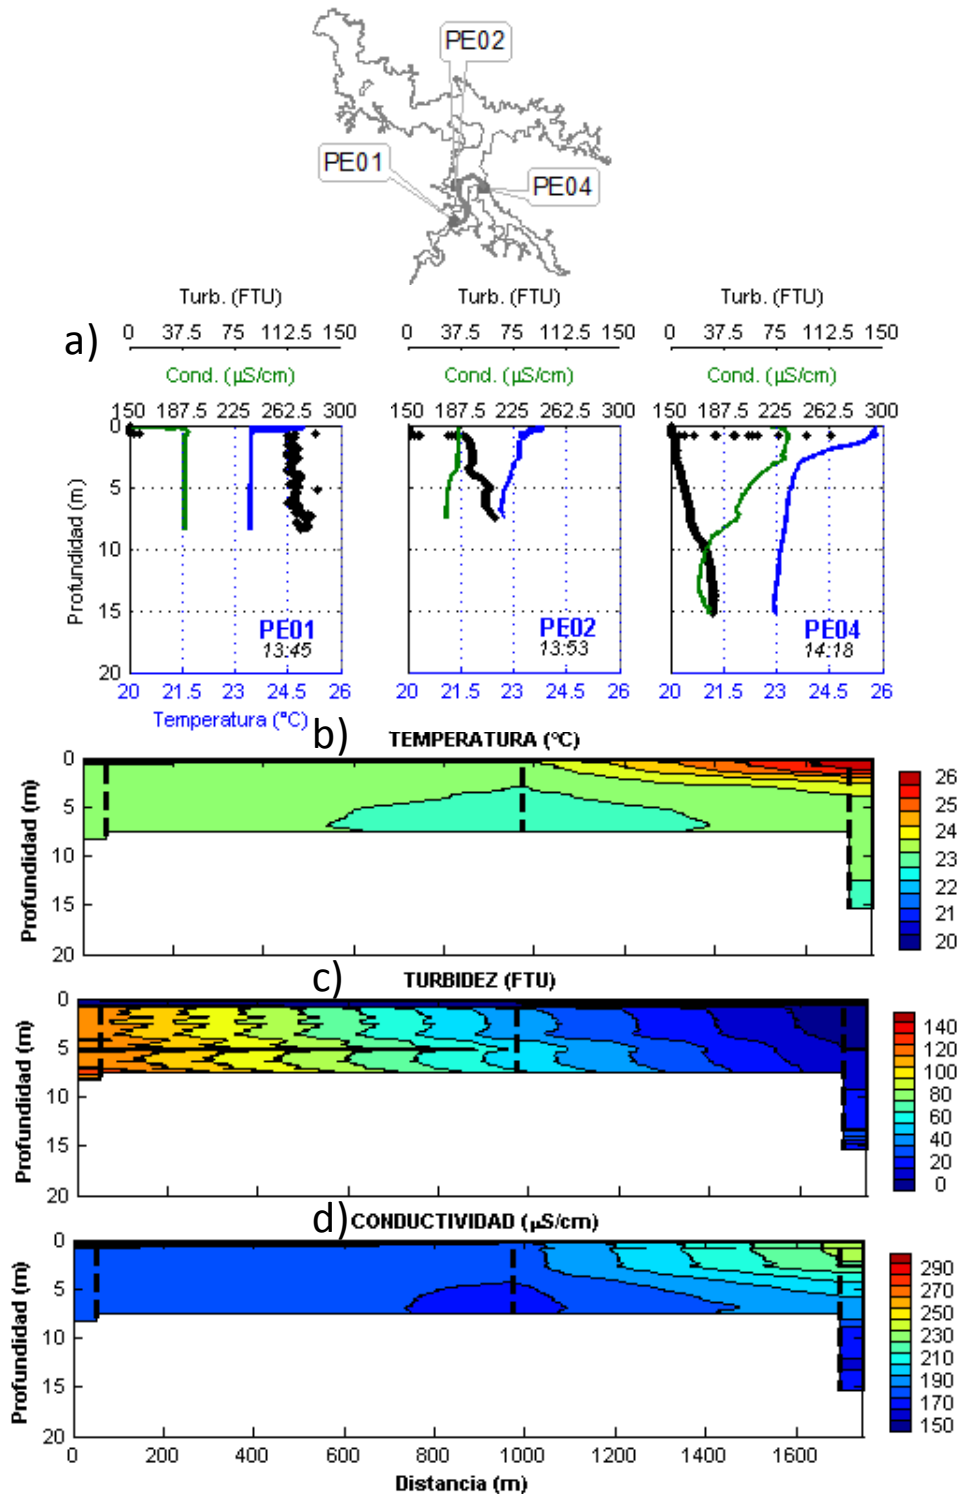 PE02
PE01
PE04
a)
Turb. (FTU) Turb. (FTU) Turb. (FTU)
0 37.5 75 112.5 150 0 37.5 75 112.5 150 0 37.5 75 112.5 150
Cond. (µS/cm) Cond. (µS/cm) Cond. (µS/cm)
150 187.5 225 262.5 300 150 187.5 225 262.5 300 150 187.5 225 262.5 300
Profundidad (m)
0
5
10
15
20
PE01 PE02 PE04
13:45 13:53 14:18
20 21.5 23 24.5 26 20 21.5 23 24.5 26 20 21.5 23 24.5 26
Temperatura (°C)
b) TEMPERATURA (°C)
Profundidad (m)
0
5
10
15
20
26
25
24
23
22
21
20
c) TURBIDEZ (FTU)
Profundidad (m)
0
5
10
15
20
140
120
100
80
60
40
20
0
d) CONDUCTIVIDAD (µS/cm)
Profundidad (m)
0
5
10
15
20
290
270
250
230
210
190
170
150
0 200 400 600 800 1000 1200 1400 1600
Distancia (m)